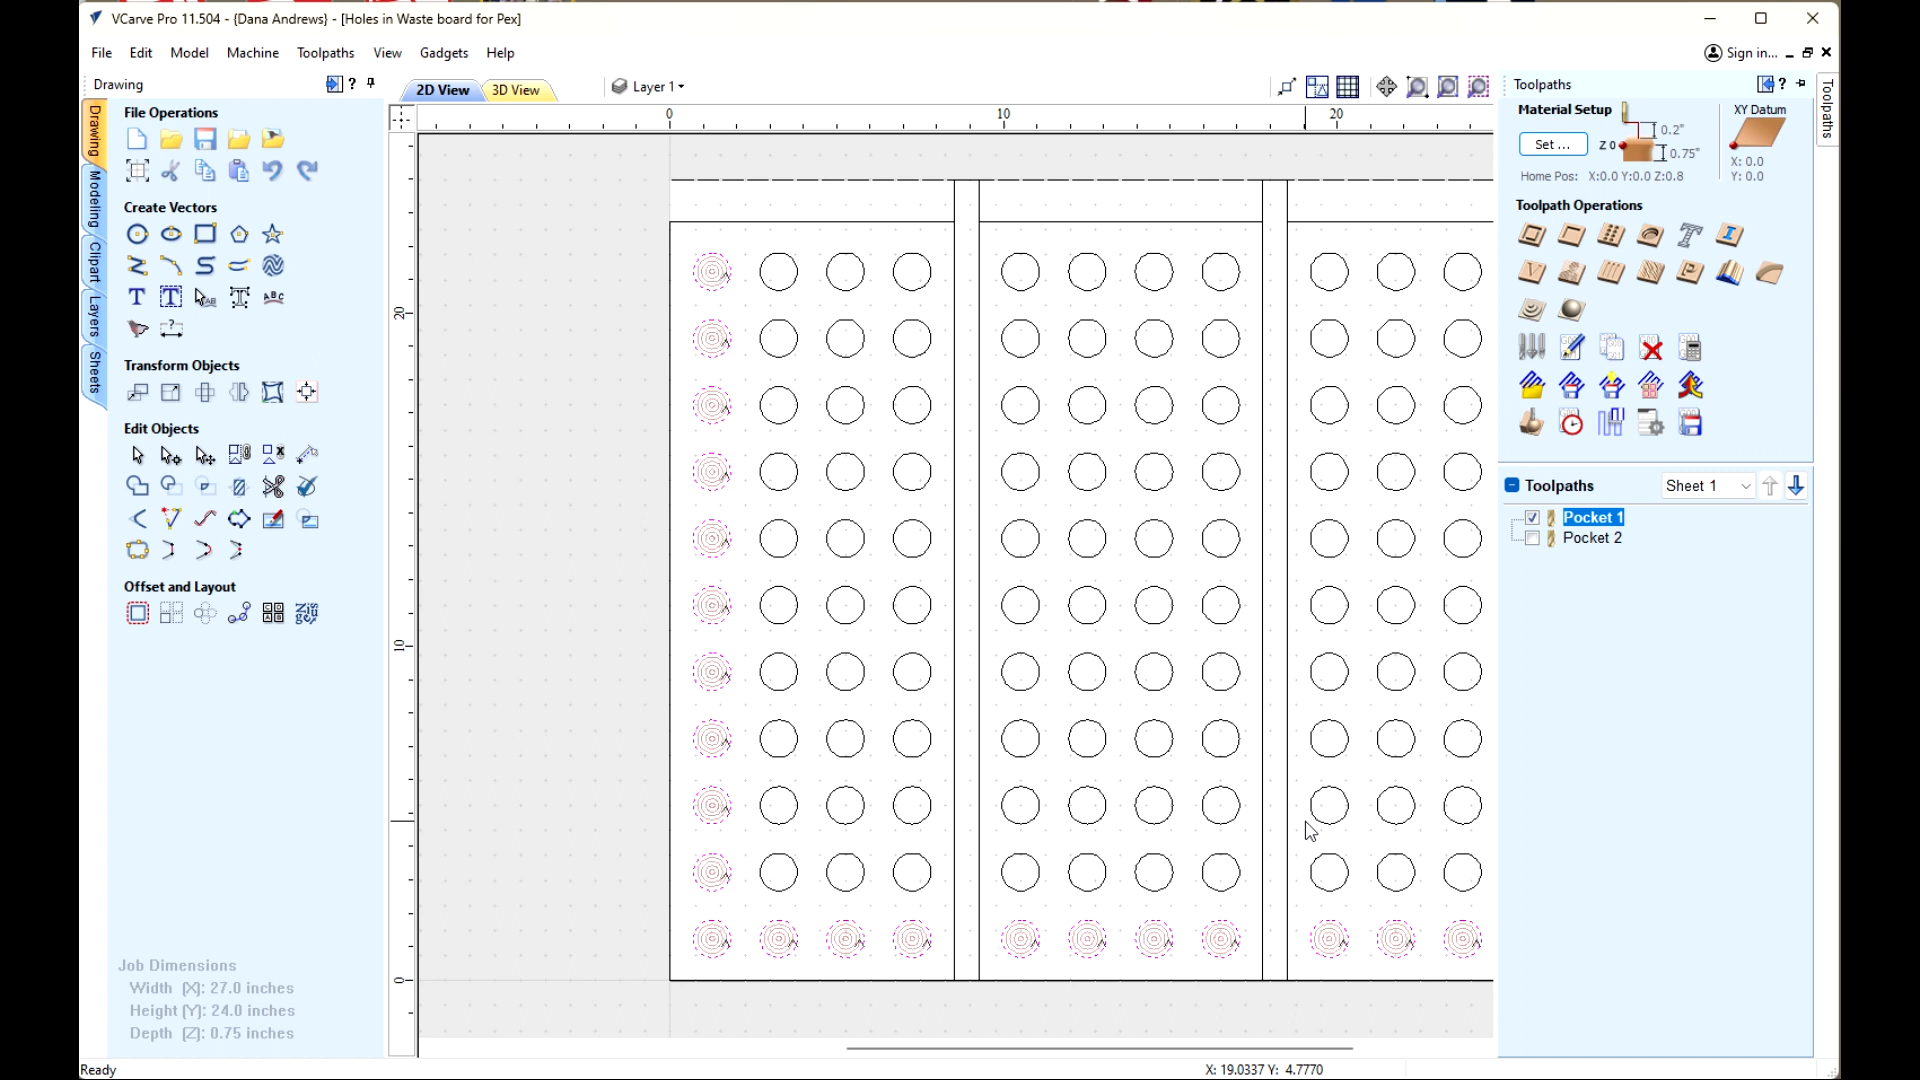 VCarve Pro 11.504 - {Dana Andrews} - [Holes in Waste board for Pex]
File Edit Model Machine Toolpaths View Gadgets Help
Sign in...
Drawing
2D View 3D View
Layer 1
Toolpaths
File Operations
Create Vectors
Transform Objects
Edit Objects
Offset and Layout
Job Dimensions
Width (X): 27.0 inches
Height (Y): 24.0 inches
Depth (Z): 0.75 inches
Drawing
Modeling
Clipart
Layers
Sheets
0 10 20
20
10
0
Material Setup
Set ...
Z 0
0.2"
0.75"
XY Datum
X: 0.0
Y: 0.0
Home Pos: X:0.0 Y:0.0 Z:0.8
Toolpath Operations
Toolpaths
Sheet 1
Pocket 1
Pocket 2
Toolpaths
Ready
X: 19.0337 Y: 4.7770